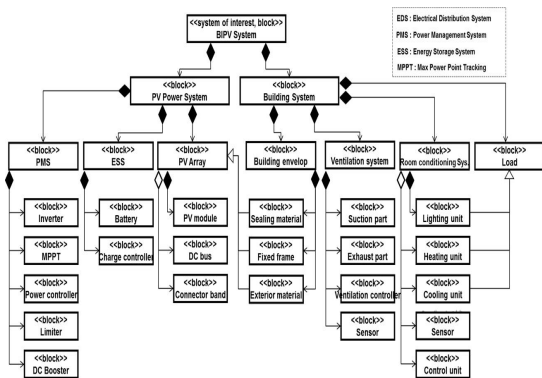 <<system of interest, block>>
BIPV System
EDS : Electrical Distribution System
PMS : Power Management System
ESS : Energy Storage System
MPPT : Max Power Point Tracking
<<block>>
PV Power System
<<block>>
Building System
<<block>>
PMS
<<block>>
ESS
<<block>>
PV Array
<<block>>
Building envelop
<<block>>
Ventilation system
<<block>>
Room conditioning Sys.
<<block>>
Load
<<block>>
Inverter
<<block>>
MPPT
<<block>>
Power controller
<<block>>
Limiter
<<block>>
DC Booster
<<block>>
Battery
<<block>>
Charge controller
<<block>>
PV module
<<block>>
DC bus
<<block>>
Connector band
<<block>>
Sealing material
<<block>>
Fixed frame
<<block>>
Exterior material
<<block>>
Suction part
<<block>>
Exhaust part
<<block>>
Ventilation controller
<<block>>
Sensor
<<block>>
Lighting unit
<<block>>
Heating unit
<<block>>
Cooling unit
<<block>>
Sensor
<<block>>
Control unit